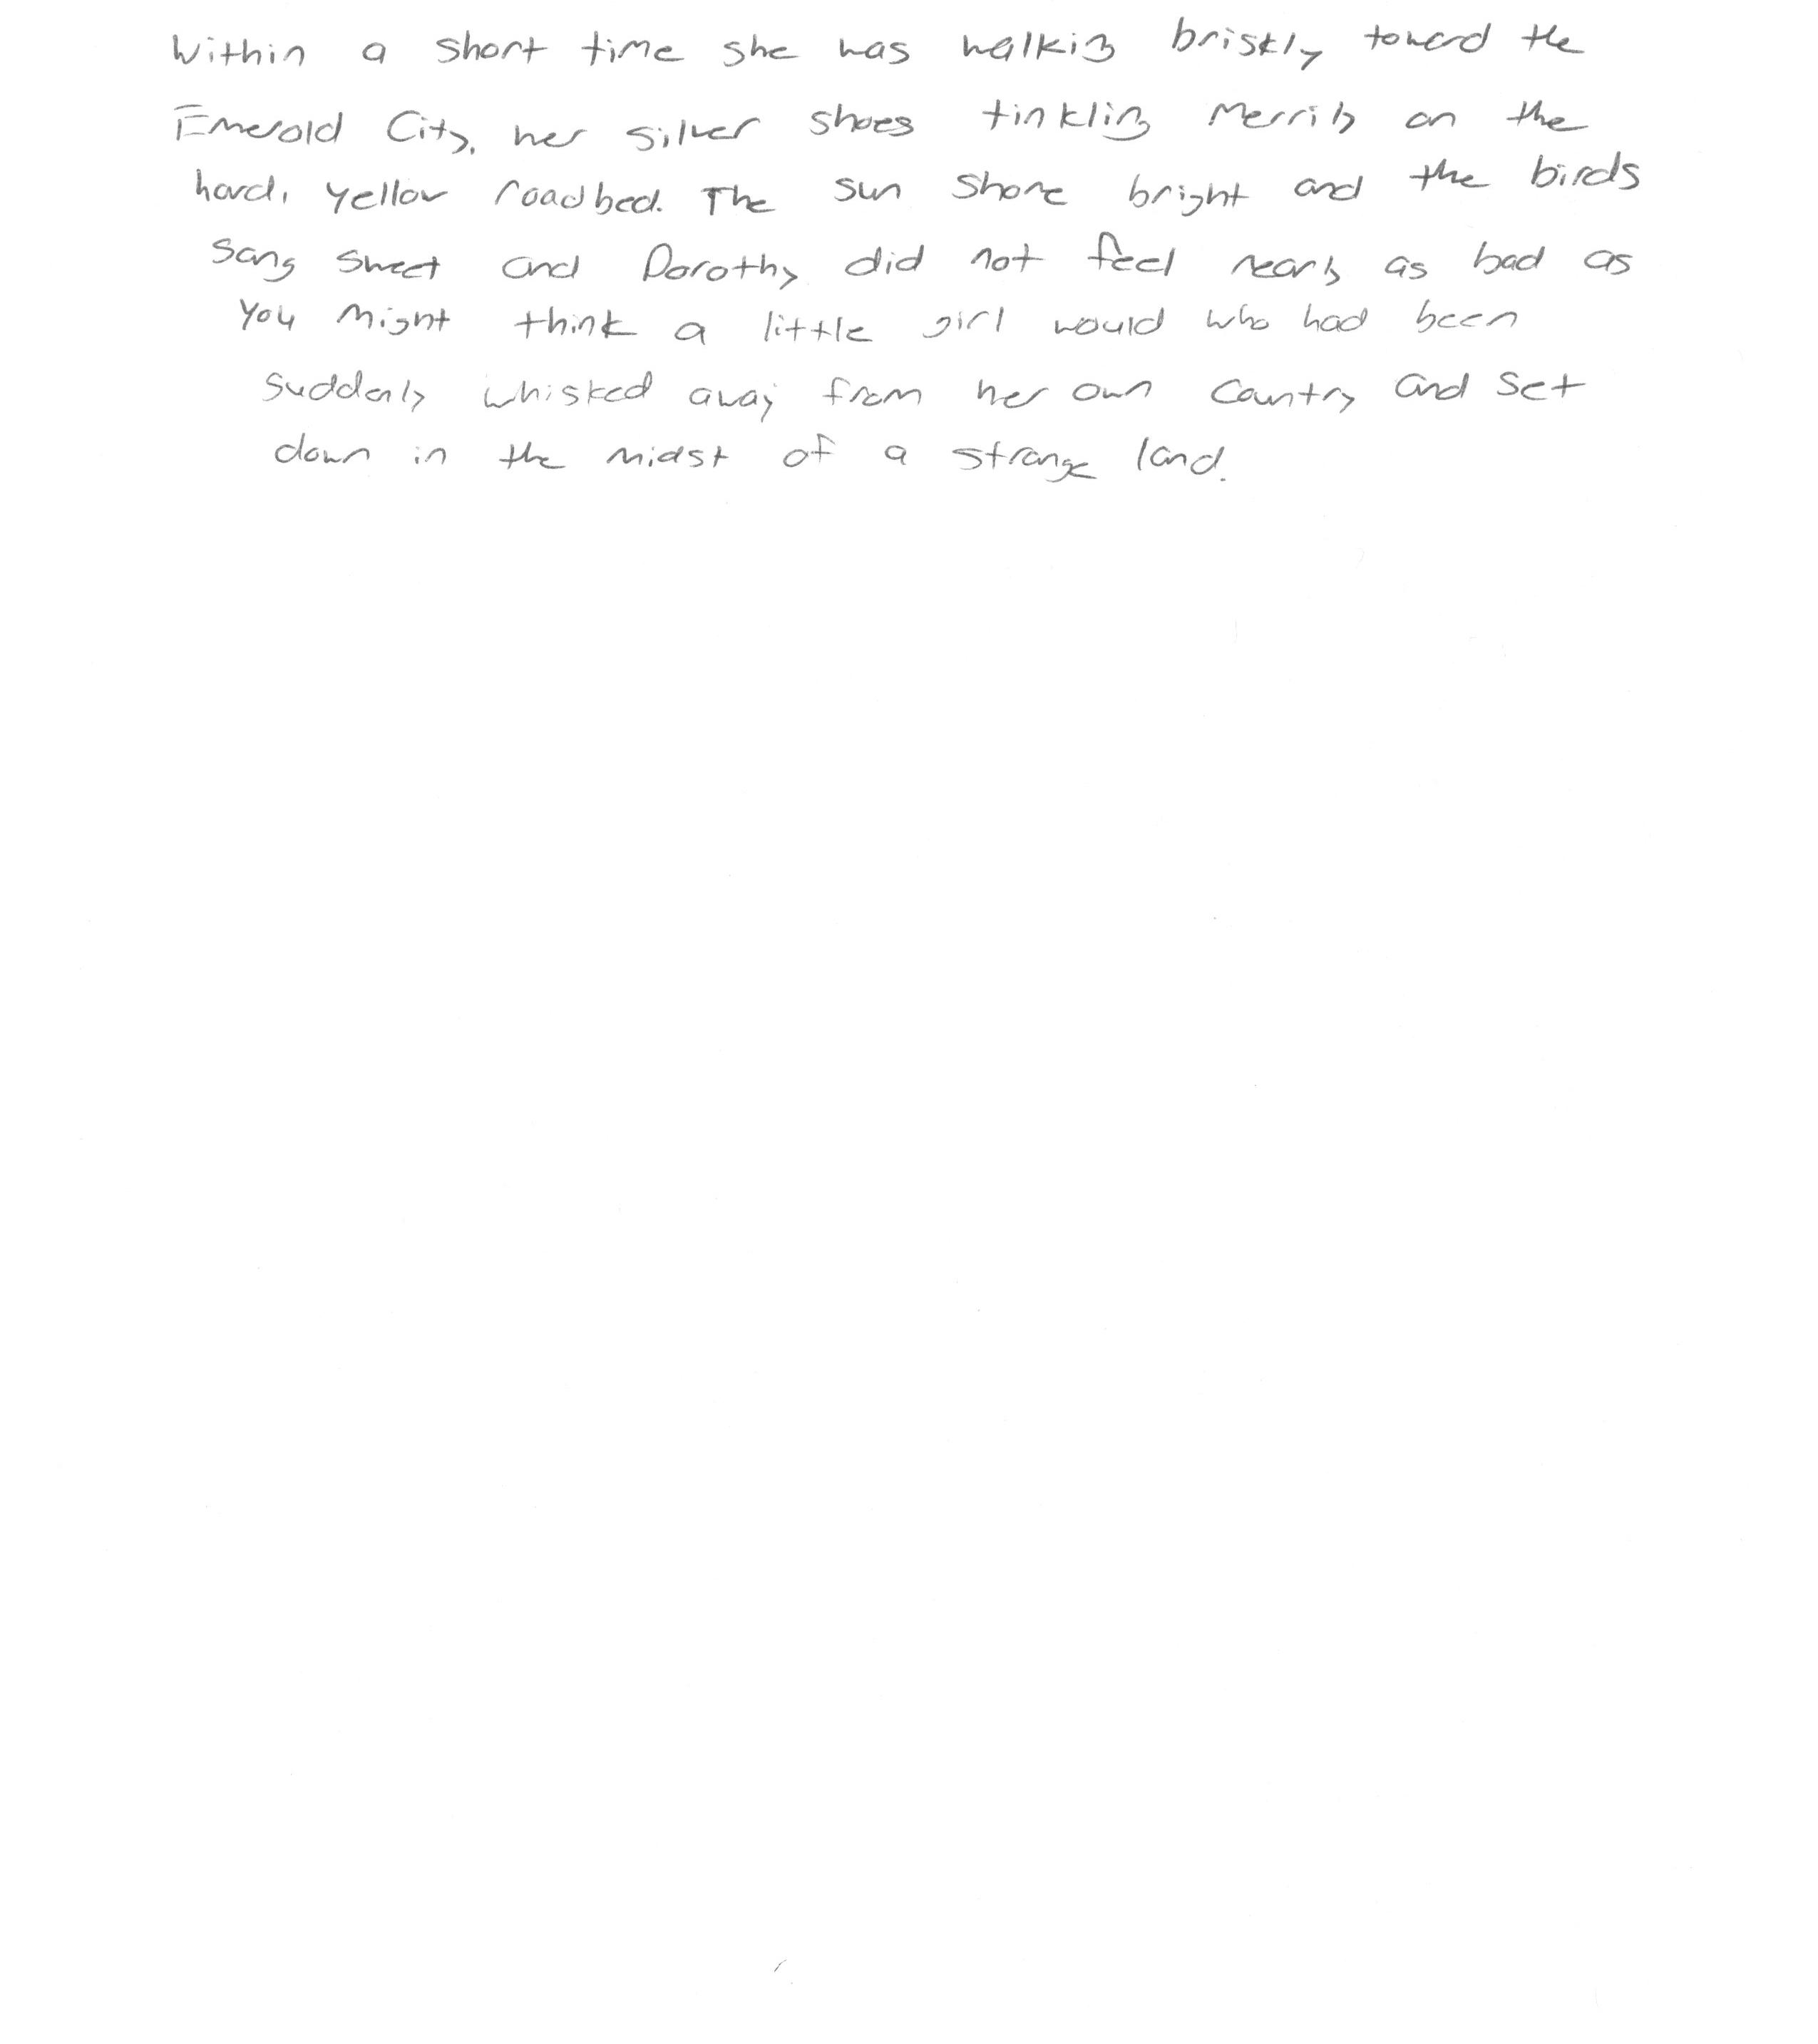 Within a short time she was walking briskly toward the
Emerald City, her silver shoes tinkling merrily on the
hard, yellow roadbed. The sun shone bright and the birds
sang sweet and Dorothy did not feel nearly as bad as
you might think a little girl would who had been
suddenly whisked away from her own country and set
down in the midst of a strange land.